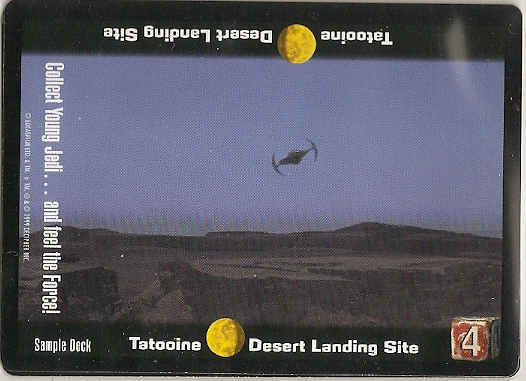 Tatooine Desert Landing Site
Collect Young Jedi. . . and feel the Force!
Sample Deck
Tatooine Desert Landing Site
4